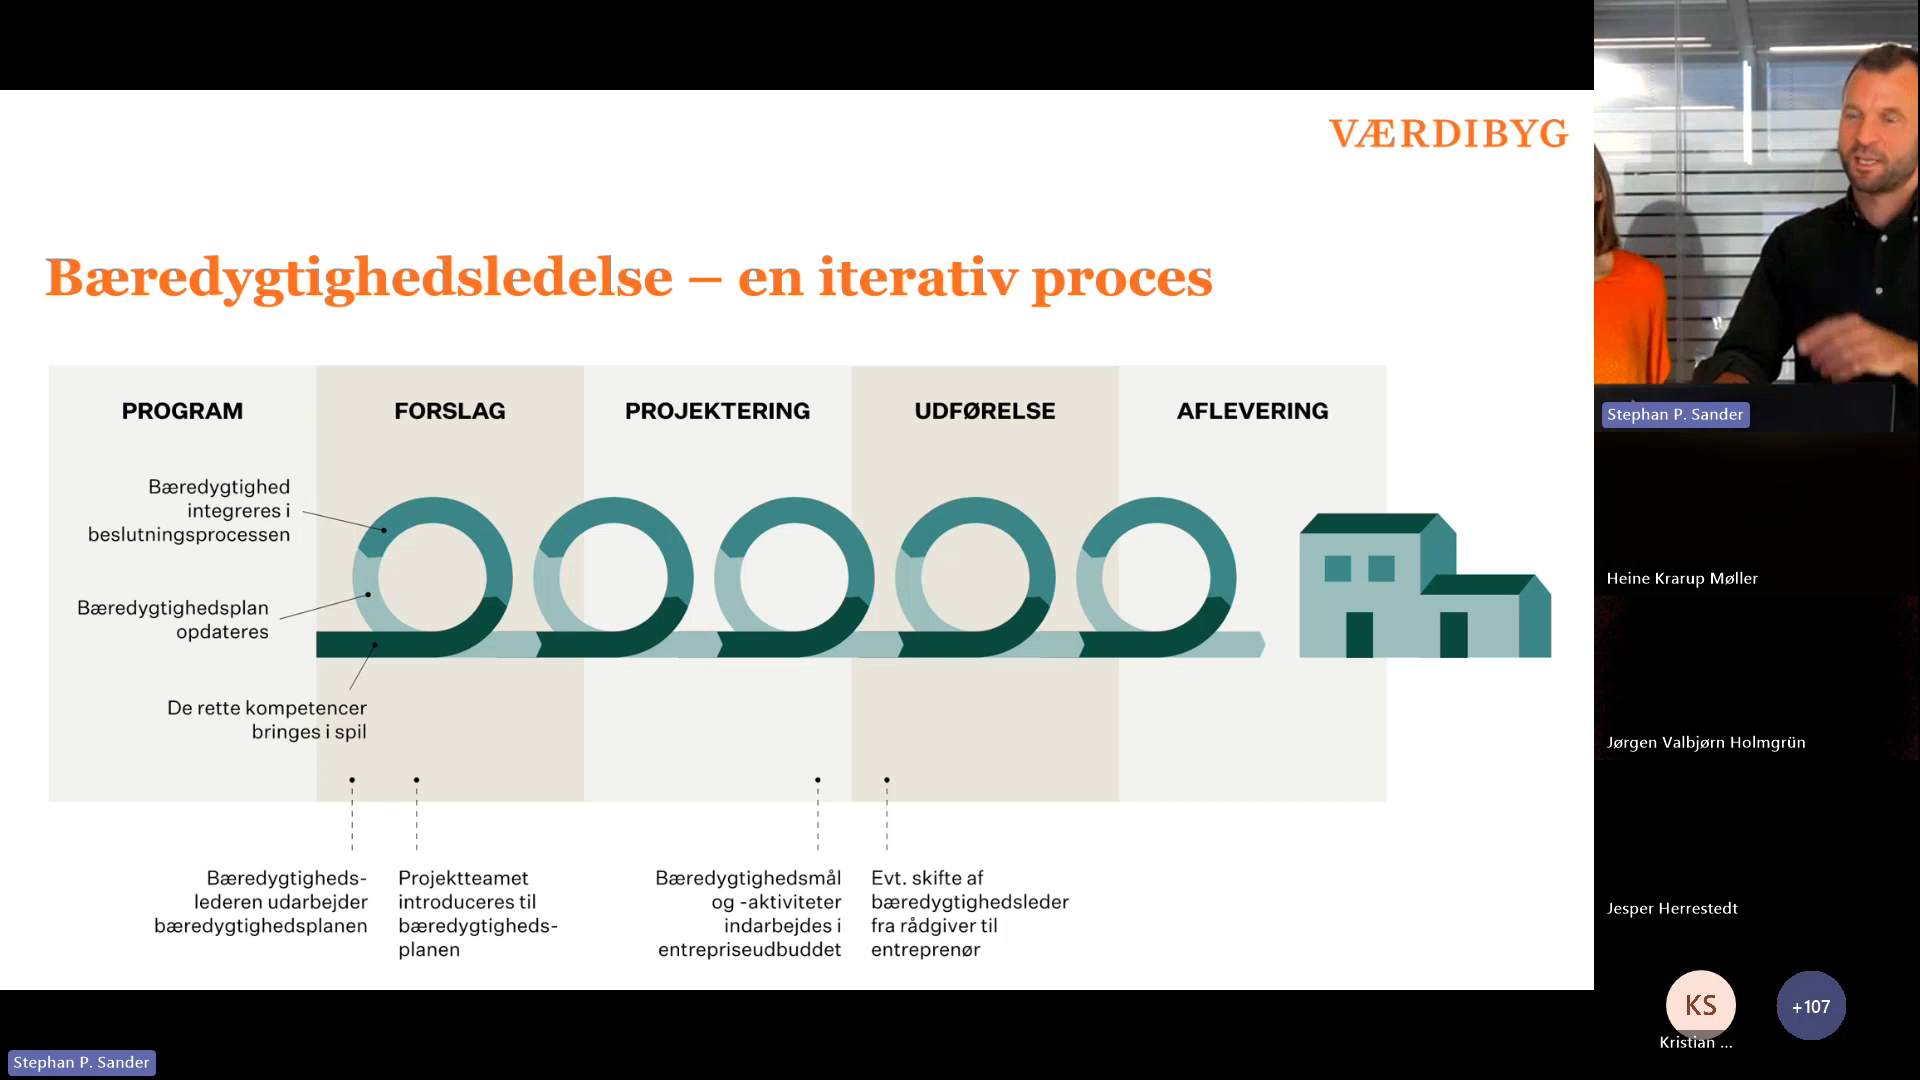 VÆRDIBYG
Bæredygtighedsledelse – en iterativ proces
PROGRAM
FORSLAG
PROJEKTERING
UDFØRELSE
AFLEVERING
Bæredygtighed
integreres i
beslutningsprocessen
Bæredygtighedsplan
opdateres
De rette kompetencer
bringes i spil
Bæredygtigheds-
lederen udarbejder
bæredygtighedsplanen
Projektteamet
introduceres til
bæredygtigheds-
planen
Bæredygtighedsmål
og -aktiviteter
indarbejdes i
entrepriseudbuddet
Evt. skifte af
bæredygtighedsleder
fra rådgiver til
entreprenør
Stephan P. Sander
Heine Krarup Møller
Jørgen Valbjørn Holmgrün
Jesper Herrestedt
KS
+107
Kristian ...
Stephan P. Sander